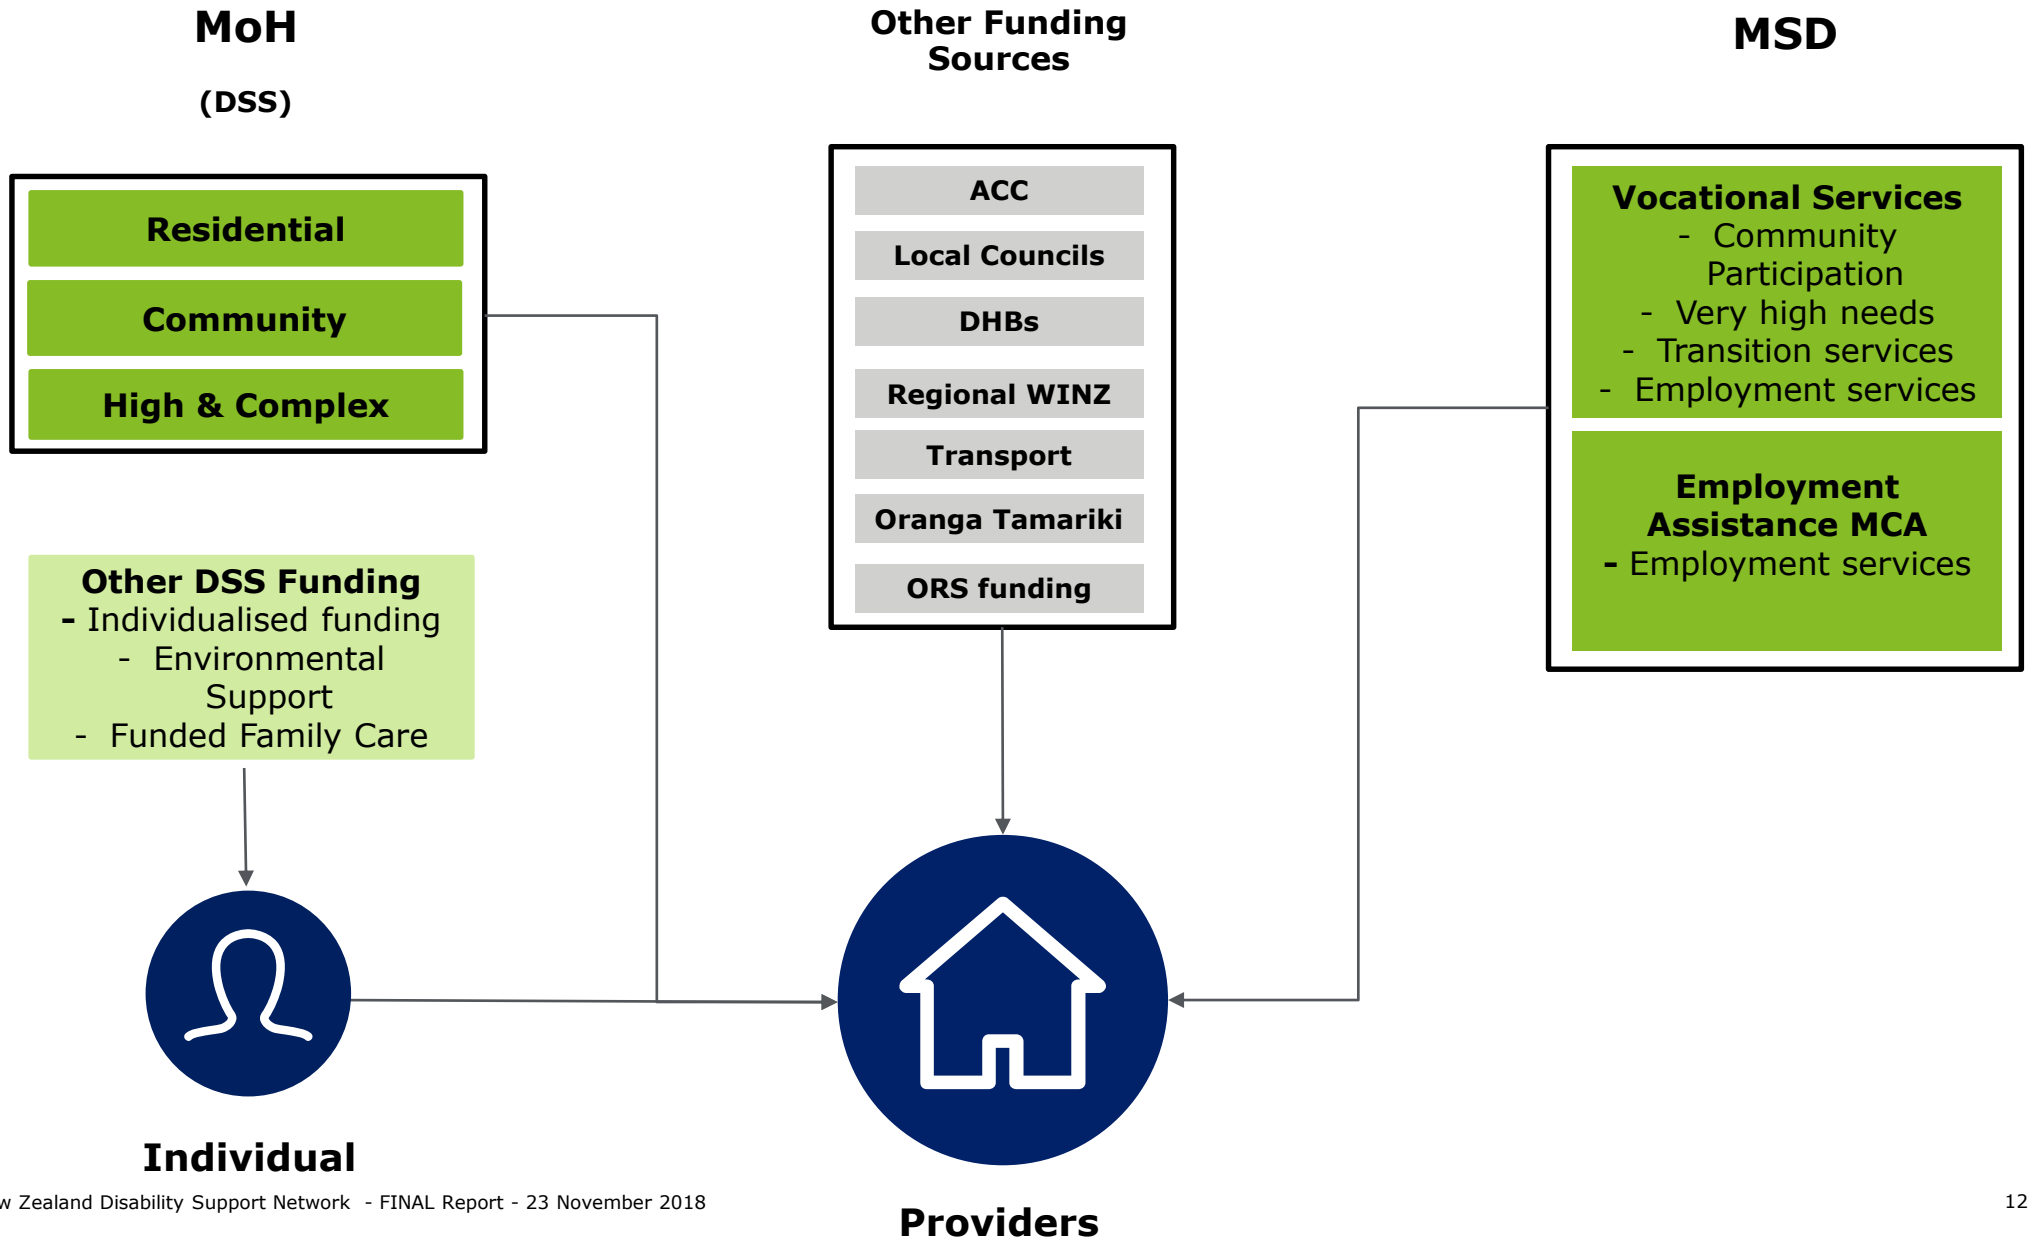 MoH
(DSS)
Residential
Community
High & Complex
Other DSS Funding
- Individualised funding
- Environmental
Support
- Funded Family Care
Individual
Other Funding
Sources
ACC
Local Councils
DHBs
Regional WINZ
Transport
Oranga Tamariki
ORS funding
Providers
MSD
Vocational Services
- Community
Participation
- Very high needs
- Transition services
- Employment services
Employment
Assistance MCA
- Employment services
w Zealand Disability Support Network - FINAL Report - 23 November 2018
12